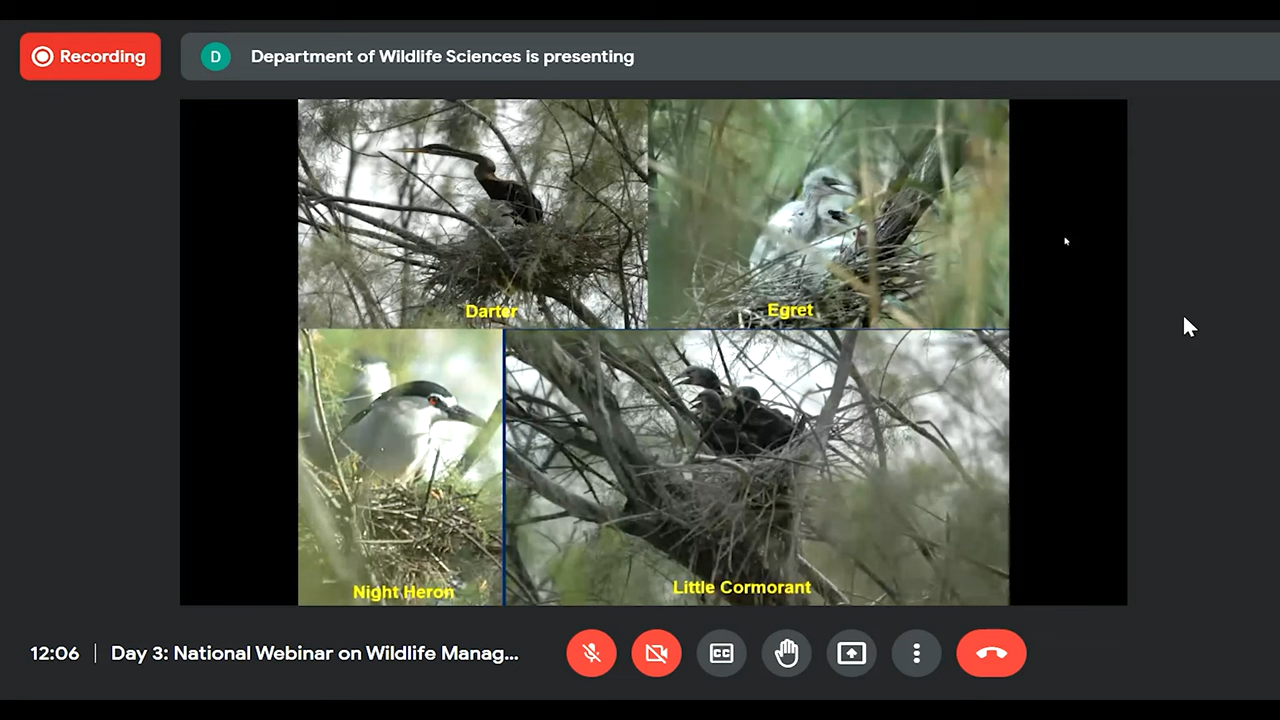 Recording
D
Department of Wildlife Sciences is presenting
Darter
Egret
Night Heron
Little Cormorant
12:06 | Day 3: National Webinar on Wildlife Manag...
CC